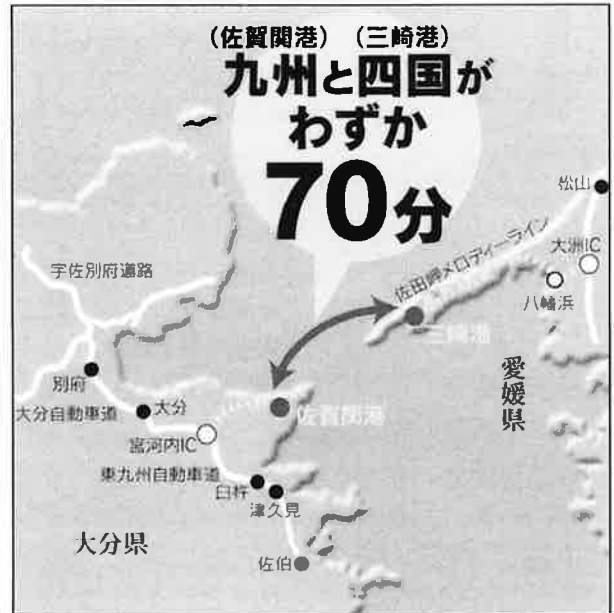 (佐賀関港) (三崎港)
九州と四国が
わずか
70分
松山
大洲IC
佐田岬メロディーライン
八幡浜
宇佐別府道路
三崎港
愛媛県
別府
大分自動車道
大分
佐賀関港
宮河内IC
東九州自動車道
臼杵
津久見
大分県
佐伯